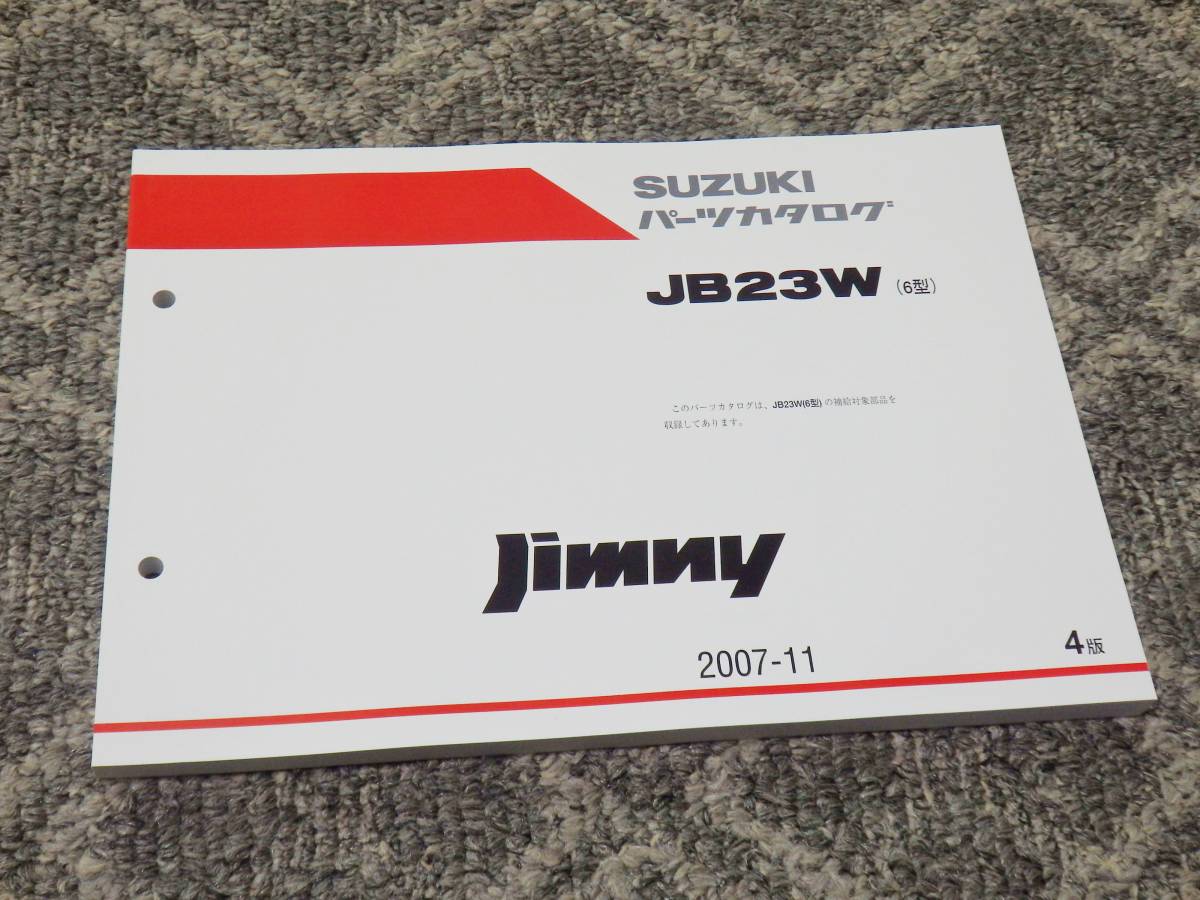 SUZUKI
パーツカタログ
JB23W (6型)
このパーツカタログは、JB23W(6型)の補給対象部品を
収録してあります。
Jimny
2007-11
4版